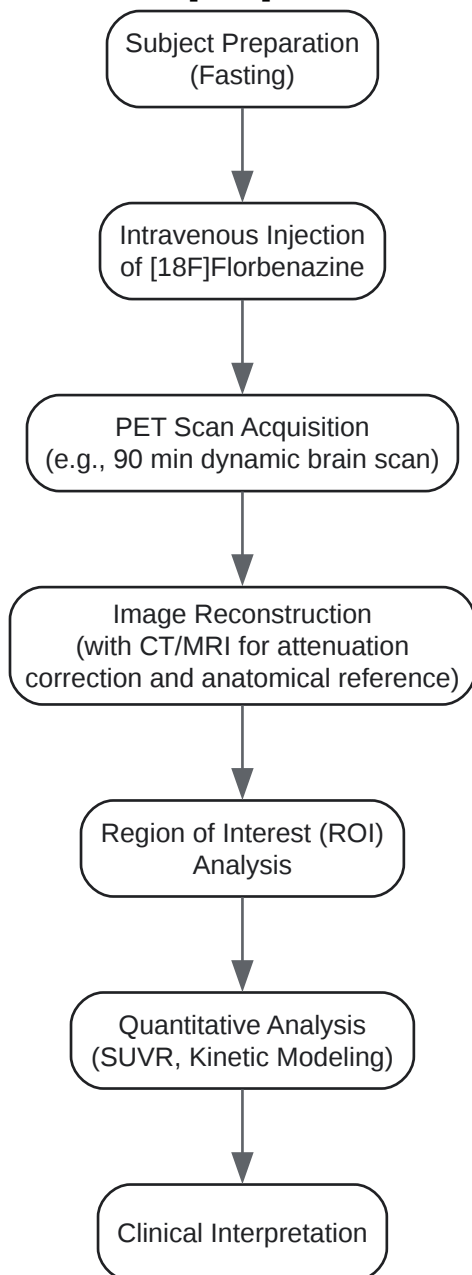 Subject Preparation
(Fasting)
Intravenous Injection
of [18F]Florbenazine
PET Scan Acquisition
(e.g., 90 min dynamic brain scan)
Image Reconstruction
(with CT/MRI for attenuation
correction and anatomical reference)
Region of Interest (ROI)
Analysis
Quantitative Analysis
(SUVR, Kinetic Modeling)
Clinical Interpretation